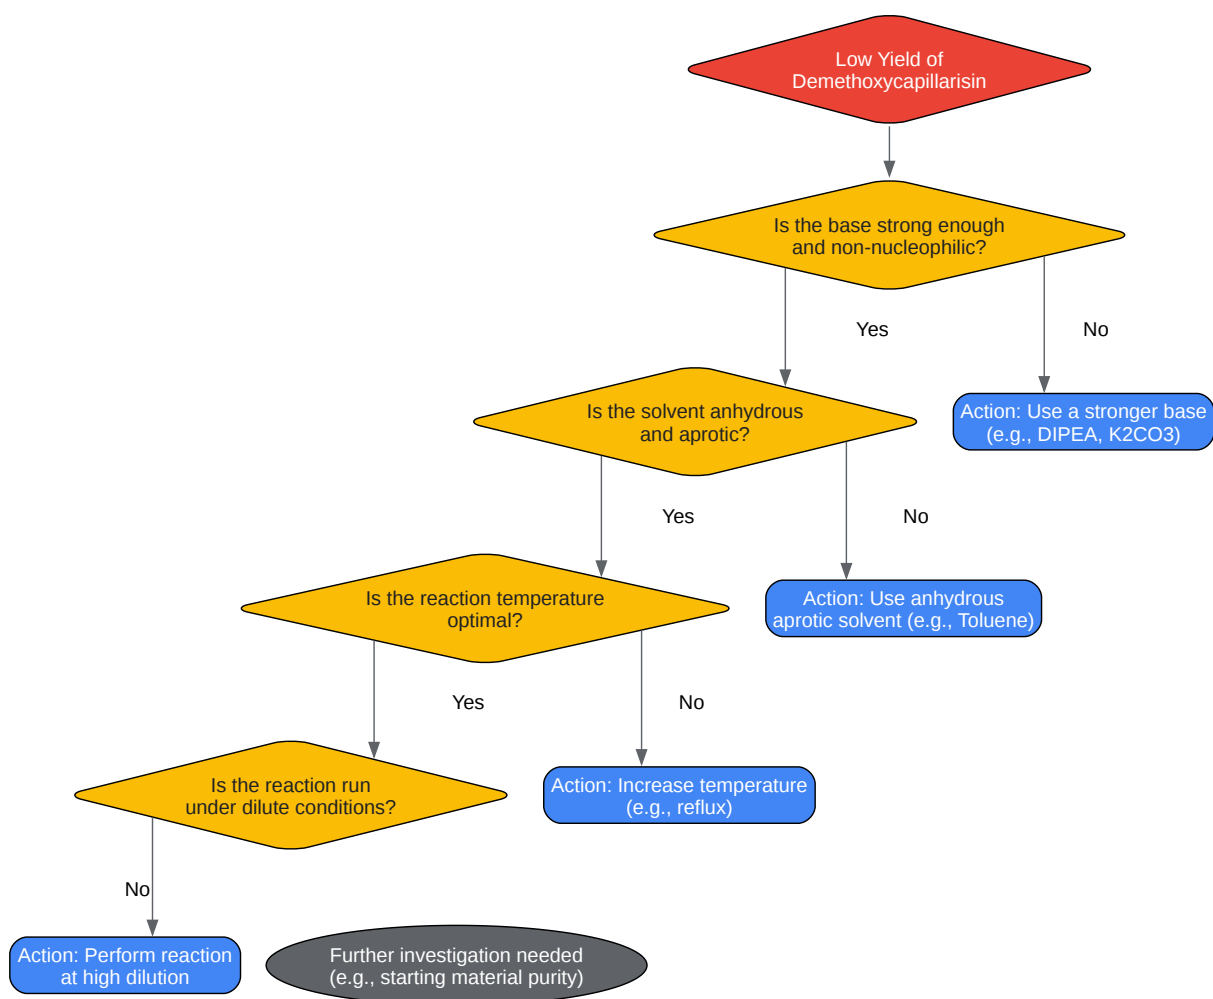 Low Yield of
Demethoxycapillarisin
Is the base strong enough
and non-nucleophilic?
Yes
No
Action: Use a stronger base
(e.g., DIPEA, K2CO3)
Is the solvent anhydrous
and aprotic?
Yes
No
Action: Use anhydrous
aprotic solvent (e.g., Toluene)
Is the reaction temperature
optimal?
Yes
No
Action: Increase temperature
(e.g., reflux)
Is the reaction run
under dilute conditions?
No
Action: Perform reaction
at high dilution
Further investigation needed
(e.g., starting material purity)